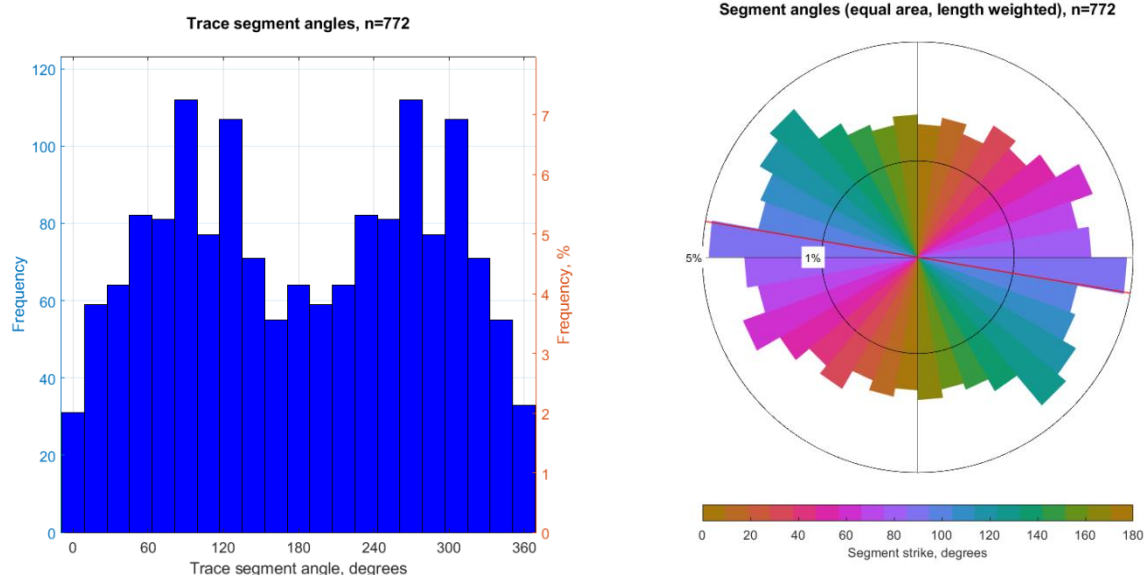 Trace segment angles, n=772
120
100
80
60
40
20
0
Frequency
7
6
5
4
3
2
1
0
Frequency, %
0 60 120 180 240 300 360
Trace segment angle, degrees
Segment angles (equal area, length weighted), n=772
5%
1%
0 20 40 60 80 100 120 140 160 180
Segment strike, degrees